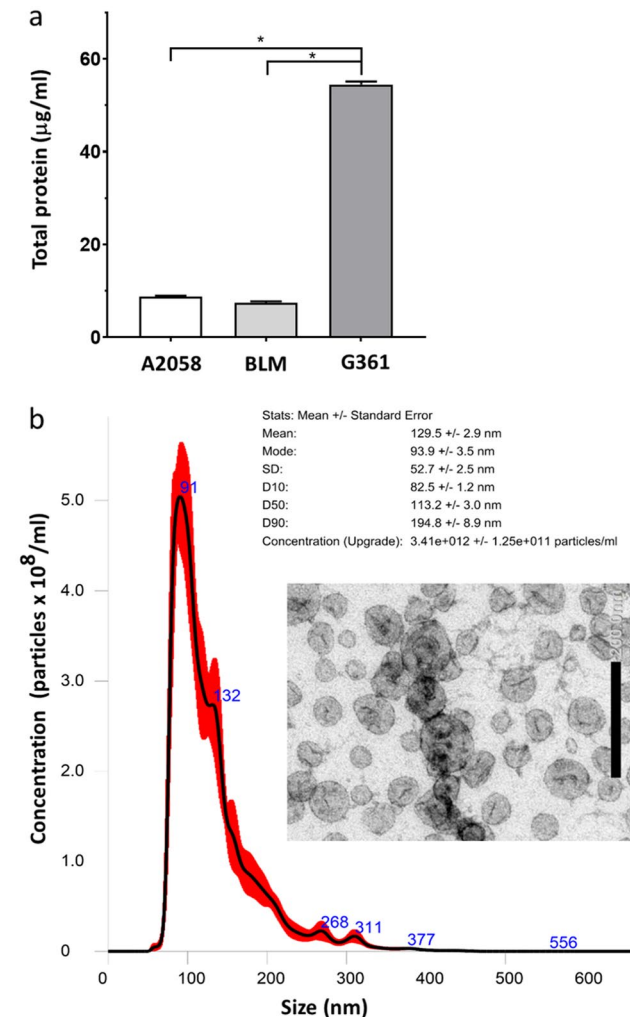 a
Total protein (μg/ml)
60
40
20
0
* 
*
A2058 BLM G361
b
Stats: Mean +/- Standard Error
Mean: 129.5 +/- 2.9 nm
Mode: 93.9 +/- 3.5 nm
SD: 52.7 +/- 2.5 nm
D10: 82.5 +/- 1.2 nm
D50: 113.2 +/- 3.0 nm
D90: 194.8 +/- 8.9 nm
Concentration (Upgrade): 3.41e+012 +/- 1.25e+011 particles/ml
Concentration (particles x 10⁸/ml)
5.0
4.0
3.0
2.0
1.0
0
91
132
268
311
377
556
0 100 200 300 400 500 600
Size (nm)